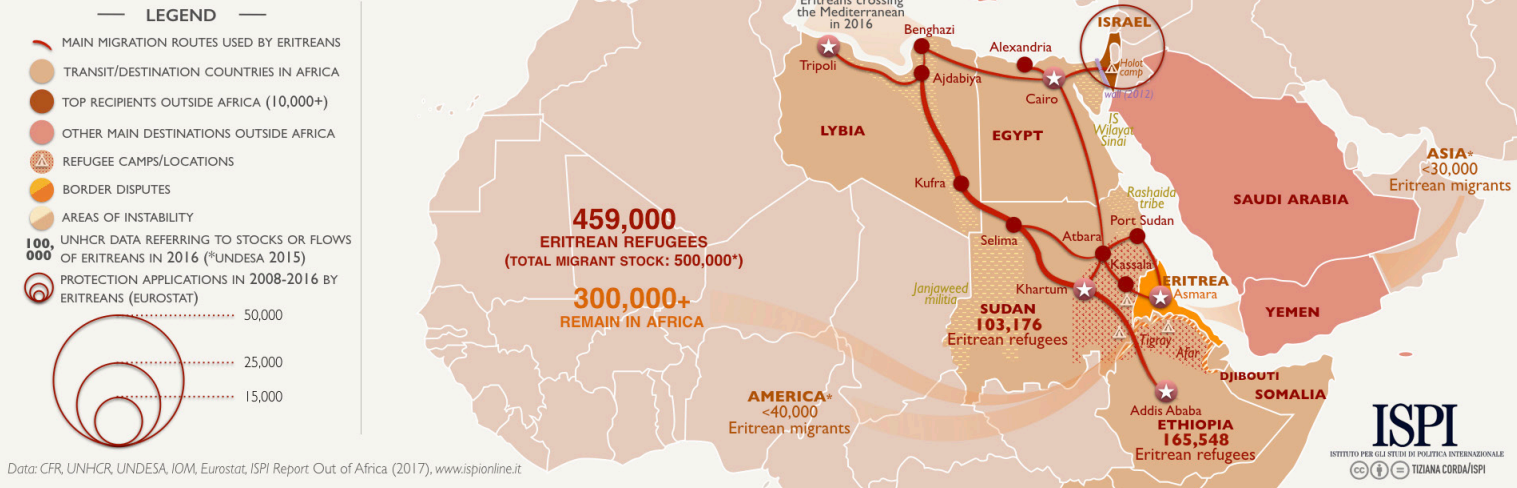 LEGEND
MAIN MIGRATION ROUTES USED BY ERITREANS
TRANSIT/DESTINATION COUNTRIES IN AFRICA
TOP RECIPIENTS OUTSIDE AFRICA (10,000+)
OTHER MAIN DESTINATIONS OUTSIDE AFRICA
REFUGEE CAMPS/LOCATIONS
BORDER DISPUTES
AREAS OF INSTABILITY
100,
000
UNHCR DATA REFERRING TO STOCKS OR FLOWS
OF ERITREANS IN 2016 (*UNDESA 2015)
PROTECTION APPLICATIONS IN 2008-2016 BY
ERITREANS (EUROSTAT)
50,000
25,000
15,000
Data: CFR, UNHCR, UNDESA, IOM, Eurostat, ISPI Report Out of Africa (2017), www.ispionline.it
Eritreans crossing
the Mediterranean
in 2016
Benghazi
Tripoli
Ajdabiya
Alexandria
Cairo
ISRAEL
Holot
camp
wall (2012)
IS
Wilayat
Sinai
LYBIA
EGYPT
Kufra
Selima
Rashaida
tribe
Port Sudan
Atbara
Kassala
Khartum
ERITREA
Asmara
Janjaweed
militia
SUDAN
103,176
Eritrean refugees
Tigray
Afar
DJIBOUTI
SOMALIA
Addis Ababa
ETHIOPIA
165,548
Eritrean refugees
SAUDI ARABIA
YEMEN
ASIA*
<30,000
Eritrean migrants
459,000
ERITREAN REFUGEES
(TOTAL MIGRANT STOCK: 500,000*)
300,000+
REMAIN IN AFRICA
AMERICA*
<40,000
Eritrean migrants
ISPI
ISTITUTO PER GLI STUDI DI POLITICA INTERNAZIONALE
cc
TIZIANA CORDA/ISPI